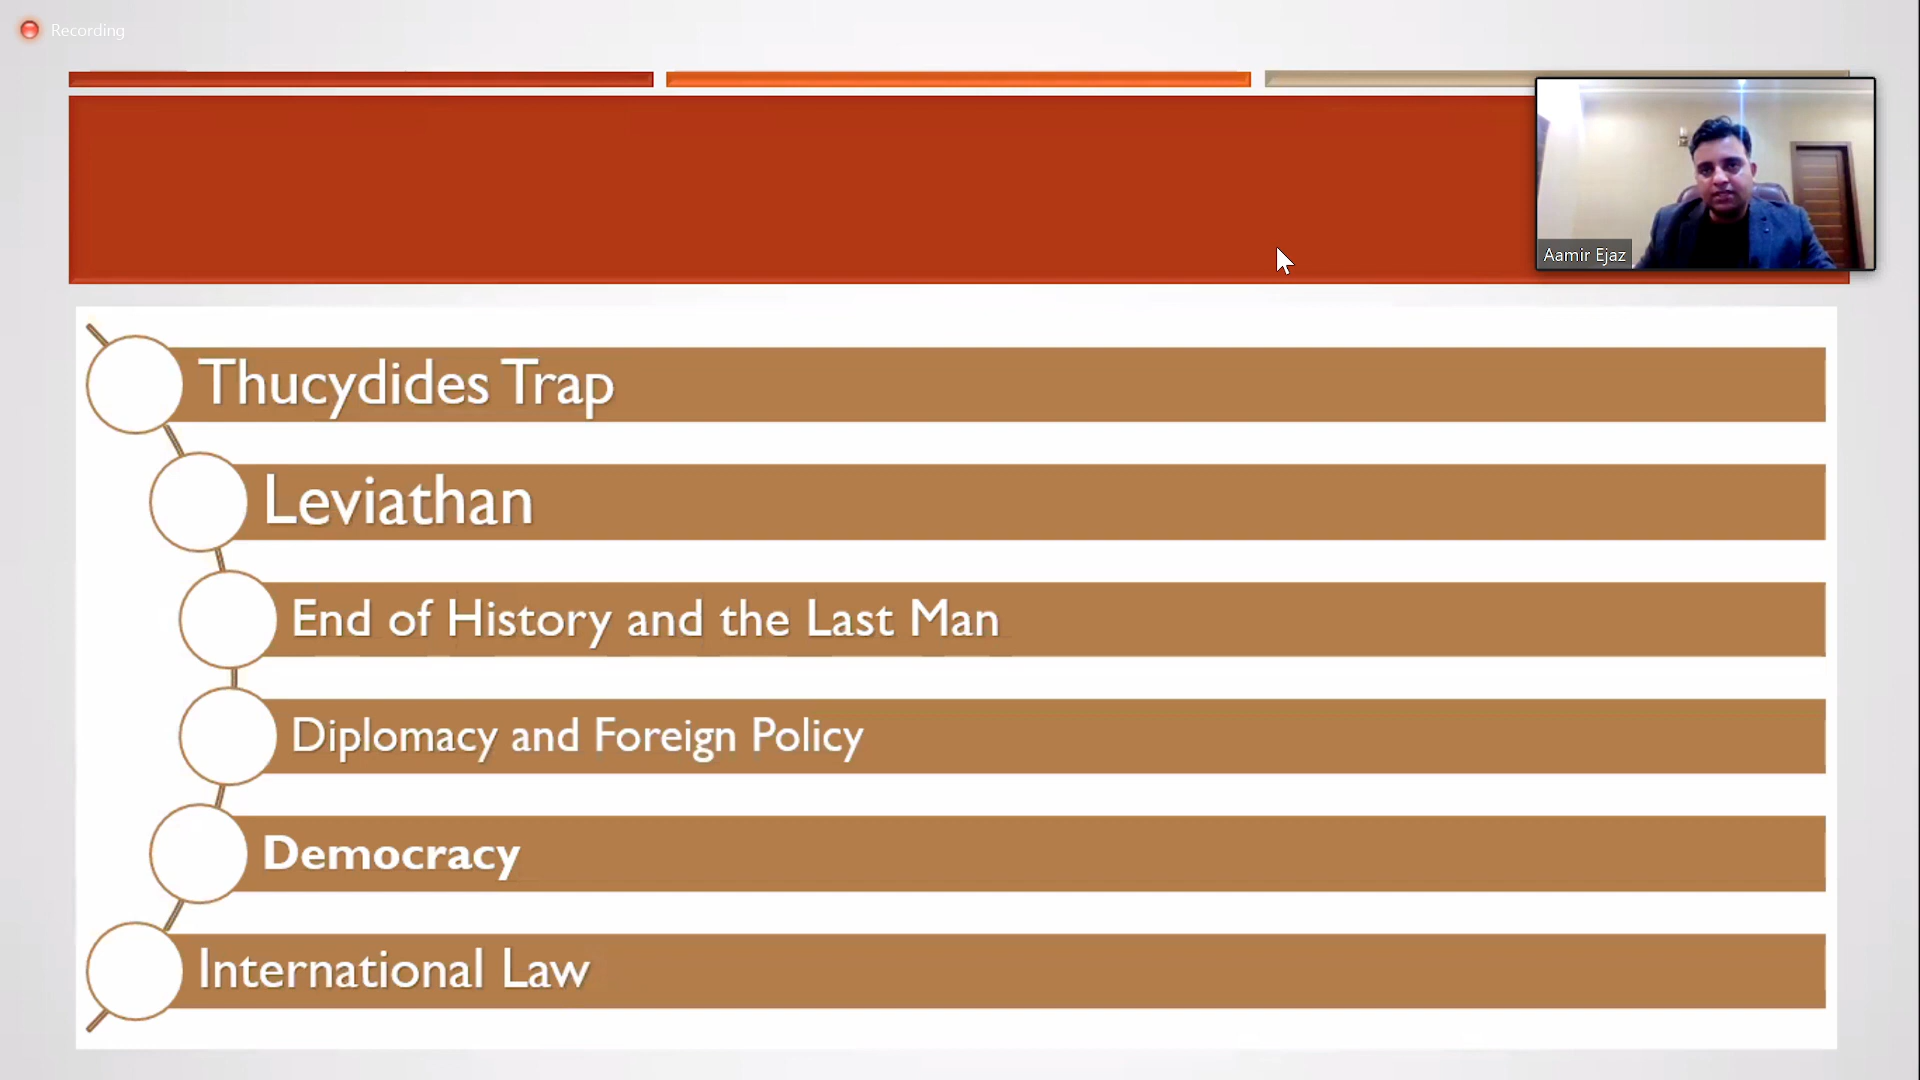 Recording
Aamir Ejaz
Thucydides Trap
Leviathan
End of History and the Last Man
Diplomacy and Foreign Policy
Democracy
International Law